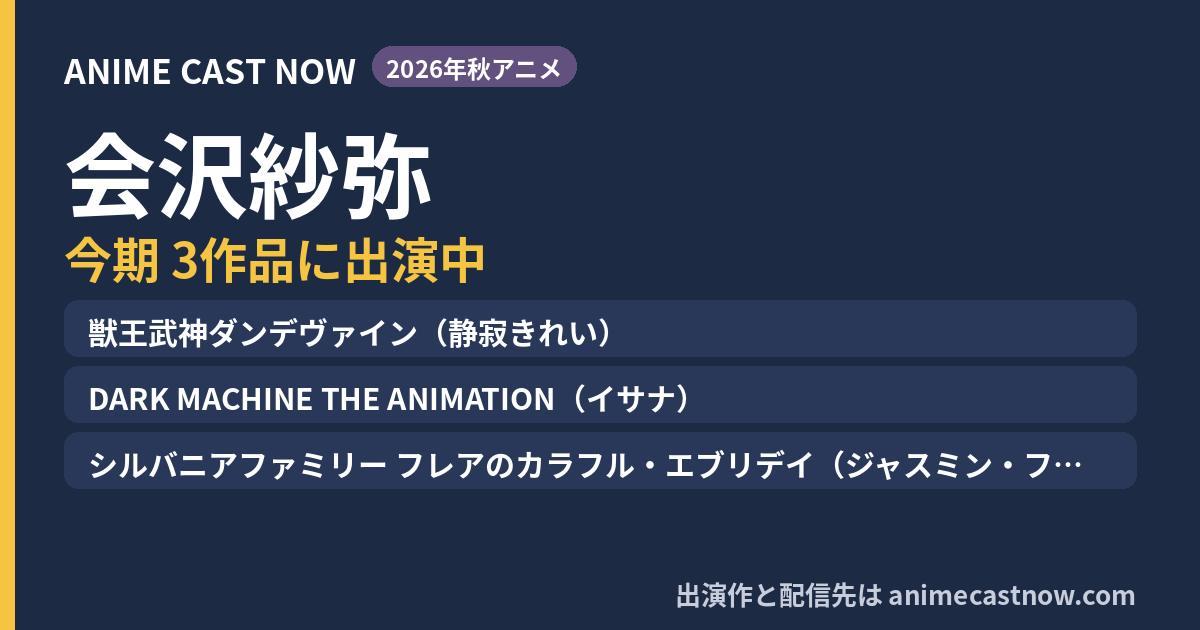 ANIME CAST NOW 2026年秋アニメ
会沢紗弥
今期 3作品に出演中
獣王武神ダンデヴァイン（静寂きれい）
DARK MACHINE THE ANIMATION（イサナ）
シルバニアファミリー フレアのカラフル・エブリデイ（ジャスミン・フ…
出演作と配信先は animecastnow.com